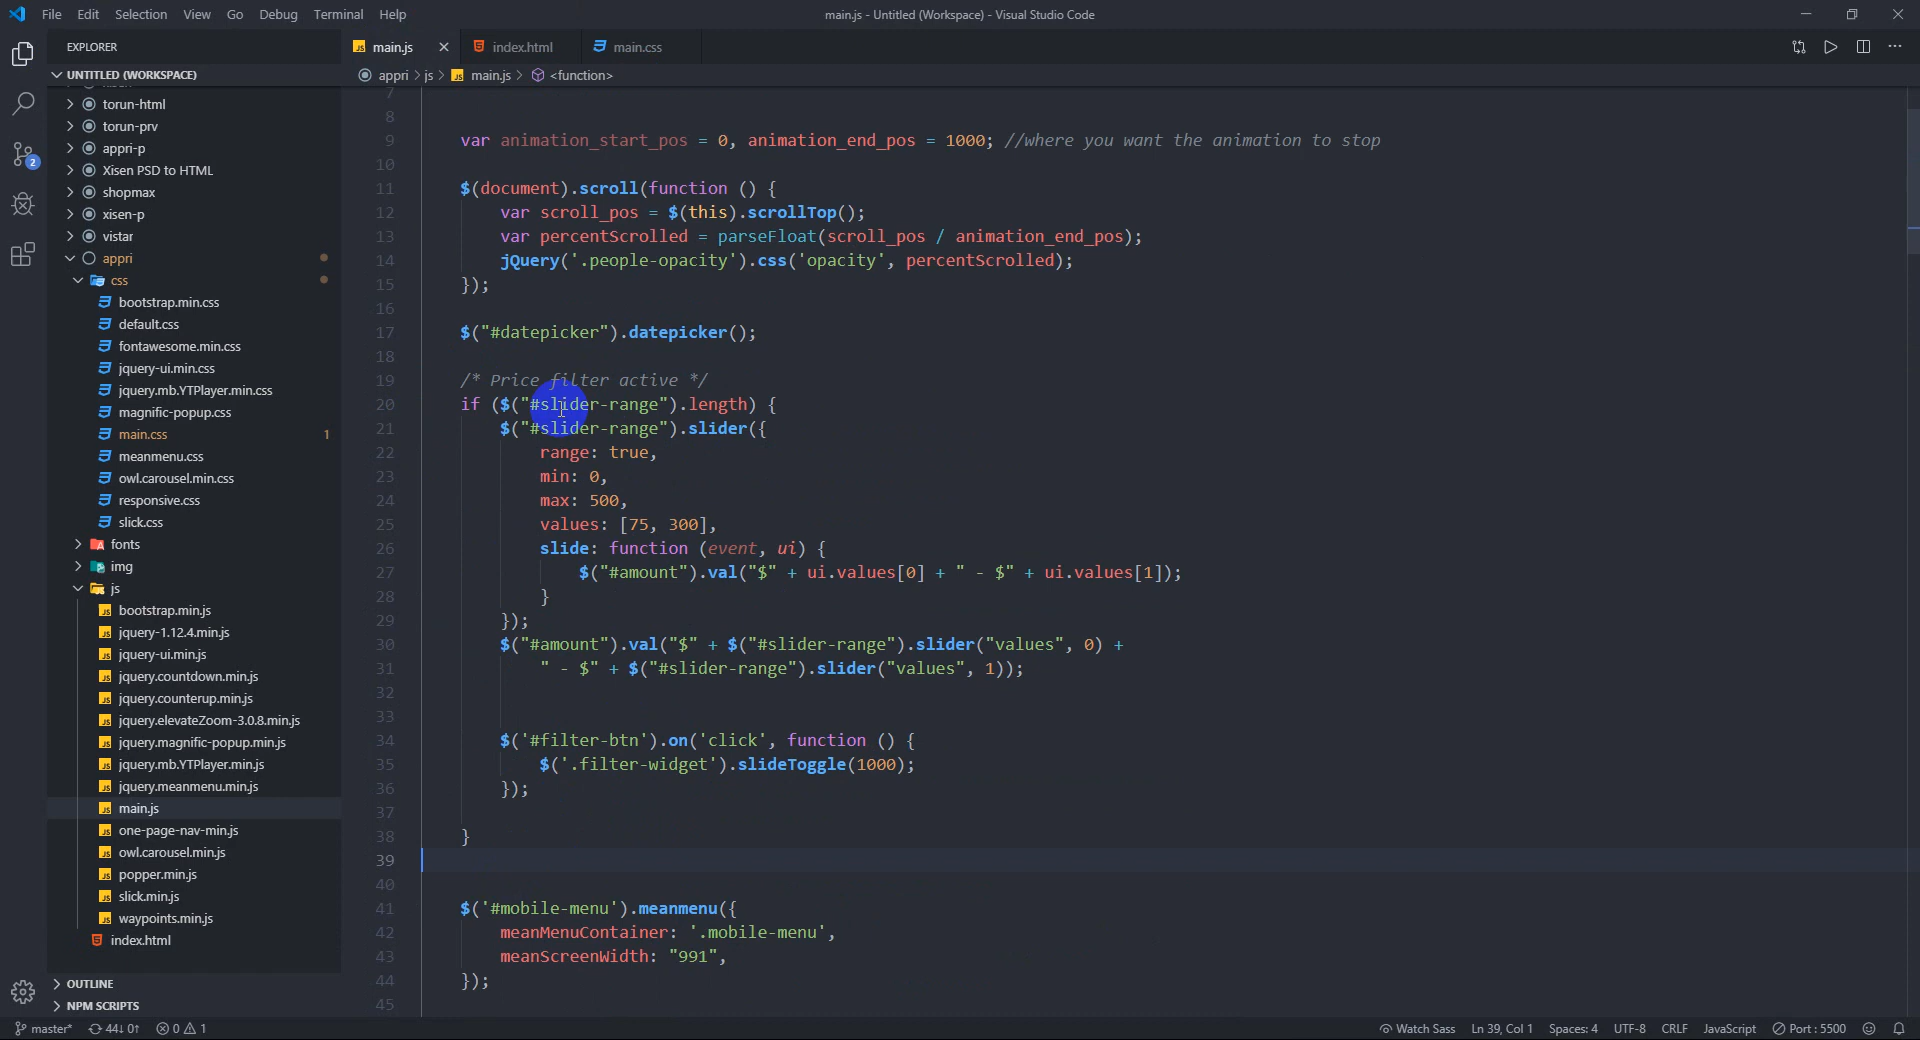 File Edit Selection View Go Debug Terminal Help
main.js - Untitled (Workspace) - Visual Studio Code
EXPLORER
UNTITLED (WORKSPACE)
torun-html
torun-prv
appri-p
Xisen PSD to HTML
shopmax
xisen-p
vistar
appri
css
bootstrap.min.css
default.css
fontawesome.min.css
jquery-ui.min.css
jquery.mb.YTPlayer.min.css
magnific-popup.css
main.css 1
meanmenu.css
owl.carousel.min.css
responsive.css
slick.css
fonts
img
js
bootstrap.min.js
jquery-1.12.4.min.js
jquery-ui.min.js
jquery.countdown.min.js
jquery.counterup.min.js
jquery.elevateZoom-3.0.8.min.js
jquery.magnific-popup.min.js
jquery.mb.YTPlayer.min.js
jquery.meanmenu.min.js
main.js
one-page-nav-min.js
owl.carousel.min.js
popper.min.js
slick.min.js
waypoints.min.js
index.html
OUTLINE
NPM SCRIPTS
2
main.js index.html main.css
appri > js > main.js > <function>
7
8
9 var animation_start_pos = 0, animation_end_pos = 1000; //where you want the animation to stop
10
11 $(document).scroll(function () {
12 var scroll_pos = $(this).scrollTop();
13 var percentScrolled = parseFloat(scroll_pos / animation_end_pos);
14 jQuery('.people-opacity').css('opacity', percentScrolled);
15 });
16
17 $("#datepicker").datepicker();
18
19 /* Price filter active */
20 if ($("#slider-range").length) {
21 $("#slider-range").slider({
22 range: true,
23 min: 0,
24 max: 500,
25 values: [75, 300],
26 slide: function (event, ui) {
27 $("#amount").val("$" + ui.values[0] + " - $" + ui.values[1]);
28 }
29 });
30 $("#amount").val("$" + $("#slider-range").slider("values", 0) +
31 " - $" + $("#slider-range").slider("values", 1));
32
33
34 $('#filter-btn').on('click', function () {
35 $('.filter-widget').slideToggle(1000);
36 });
37
38 }
39
40
41 $('#mobile-menu').meanmenu({
42 meanMenuContainer: '.mobile-menu',
43 meanScreenWidth: "991",
44 });
45
master* 44↓ 0↑ 0 1
Watch Sass Ln 39, Col 1 Spaces: 4 UTF-8 CRLF JavaScript Port : 5500